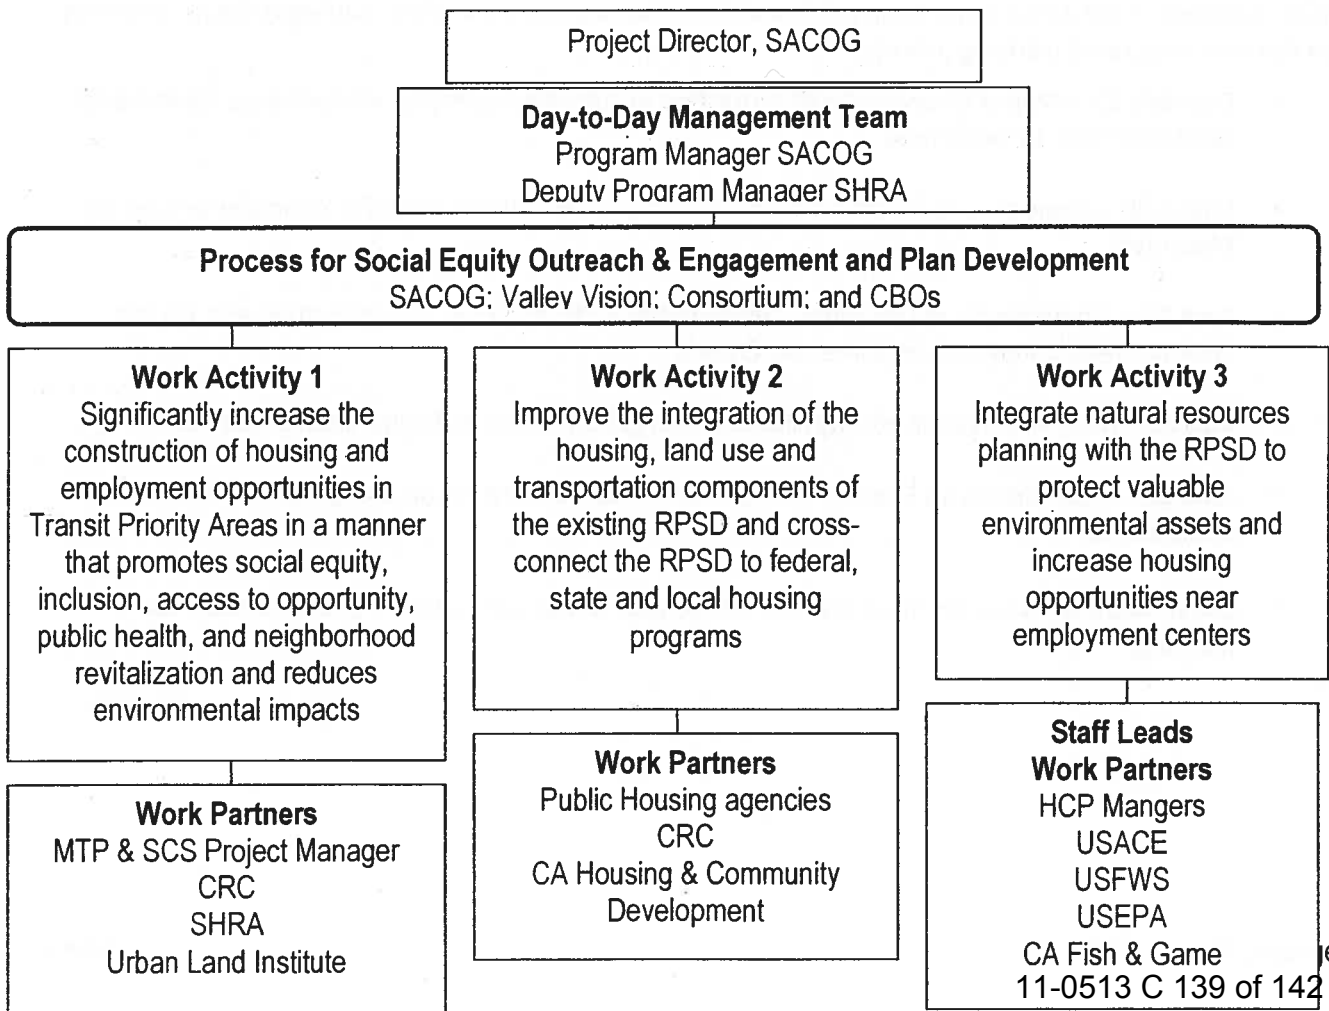 Project Director, SACOG
Day-to-Day Management Team
Program Manager SACOG
Deputy Program Manager SHRA
Process for Social Equity Outreach & Engagement and Plan Development
SACOG; Valley Vision; Consortium; and CBOs
Work Activity 1
Significantly increase the
construction of housing and
employment opportunities in
Transit Priority Areas in a manner
that promotes social equity,
inclusion, access to opportunity,
public health, and neighborhood
revitalization and reduces
environmental impacts
Work Partners
MTP & SCS Project Manager
CRC
SHRA
Urban Land Institute
Work Activity 2
Improve the integration of the
housing, land use and
transportation components of
the existing RPSD and cross-
connect the RPSD to federal,
state and local housing
programs
Work Partners
Public Housing agencies
CRC
CA Housing & Community
Development
Work Activity 3
Integrate natural resources
planning with the RPSD to
protect valuable
environmental assets and
increase housing
opportunities near
employment centers
Staff Leads
Work Partners
HCP Mangers
USACE
USFWS
USEPA
CA Fish & Game
11-0513 C 139 of 142